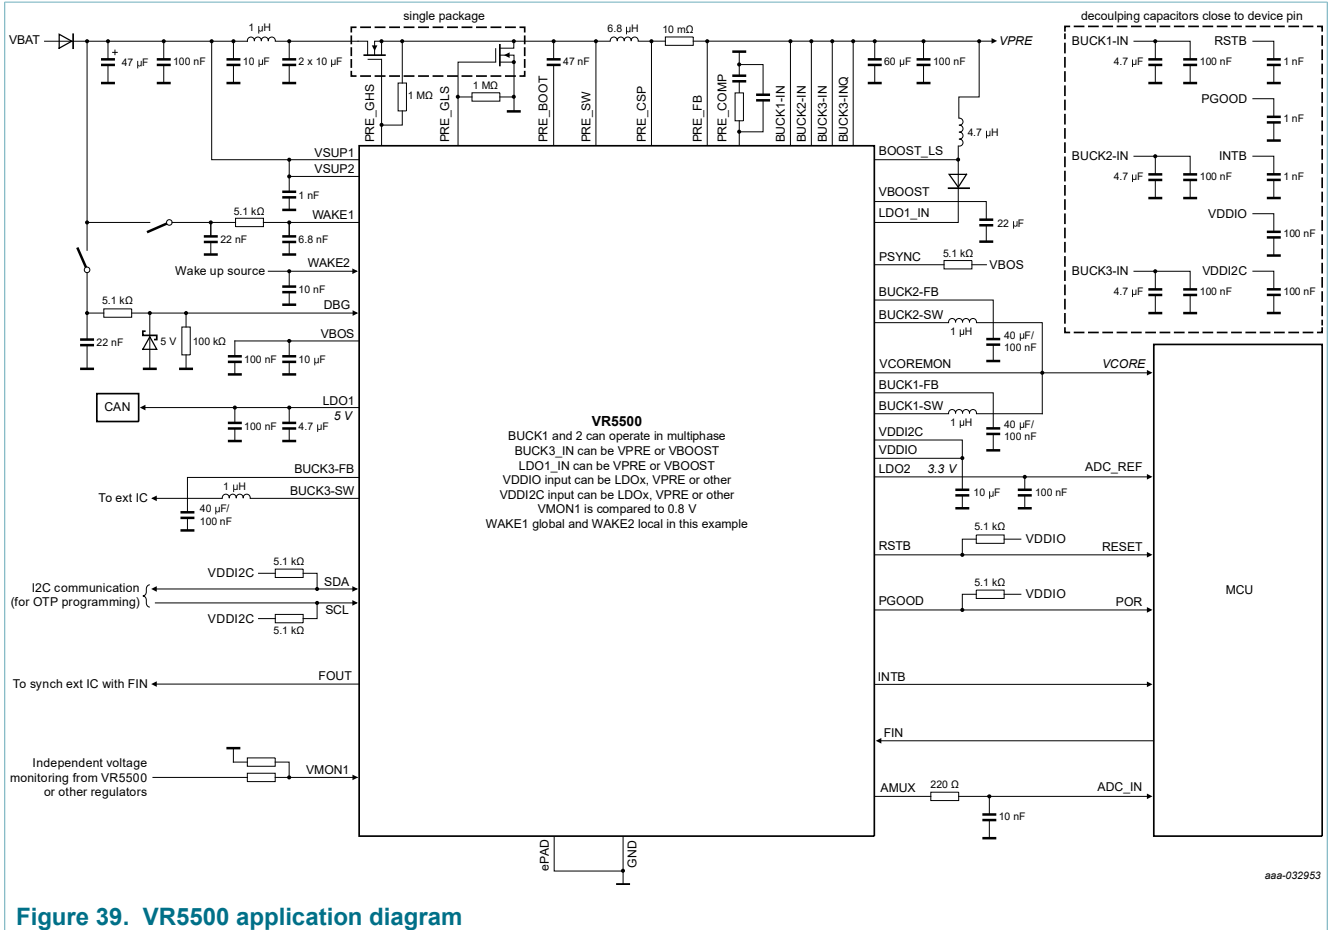 single package
decoulping capacitors close to device pin
VBAT
1 µH
6.8 µH
10 mΩ
VPRE
+
47 µF
100 nF
10 µF
2 x 10 µF
47 nF
60 µF
100 nF
1 MΩ
1 MΩ
PRE_GHS
PRE_GLS
PRE_BOOT
PRE_SW
PRE_CSP
PRE_FB
PRE_COMP
BUCK1-IN
BUCK2-IN
BUCK3-IN
BUCK3-INQ
4.7 µH
BUCK1-IN
RSTB
4.7 µF
100 nF
1 nF
PGOOD
1 nF
BUCK2-IN
INTB
4.7 µF
100 nF
1 nF
VDDIO
100 nF
BUCK3-IN
VDDI2C
4.7 µF
100 nF
100 nF
VSUP1
VSUP2
1 nF
5.1 kΩ
WAKE1
22 nF
6.8 nF
Wake up source
WAKE2
10 nF
5.1 kΩ
DBG
22 nF
5 V
100 kΩ
VBOS
100 nF
10 µF
CAN
LDO1
5 V
100 nF
4.7 µF
BUCK3-FB
1 µH
To ext IC
BUCK3-SW
40 µF/
100 nF
5.1 kΩ
VDDI2C
SDA
I2C communication
(for OTP programming)
SCL
VDDI2C
5.1 kΩ
FOUT
To synch ext IC with FIN
Independent voltage
monitoring from VR5500
or other regulators
VMON1
VR5500
BUCK1 and 2 can operate in multiphase
BUCK3_IN can be VPRE or VBOOST
LDO1_IN can be VPRE or VBOOST
VDDIO input can be LDOx, VPRE or other
VDDI2C input can be LDOx, VPRE or other
VMON1 is compared to 0.8 V
WAKE1 global and WAKE2 local in this example
BOOST_LS
VBOOST
LDO1_IN
22 µF
PSYNC
5.1 kΩ
VBOS
BUCK2-FB
BUCK2-SW
1 µH
40 µF/
100 nF
VCOREMON
VCORE
BUCK1-FB
BUCK1-SW
1 µH
40 µF/
100 nF
VDDI2C
VDDIO
LDO2
3.3 V
ADC_REF
10 µF
100 nF
5.1 kΩ
VDDIO
RSTB
RESET
5.1 kΩ
VDDIO
PGOOD
POR
MCU
INTB
FIN
AMUX
220 Ω
ADC_IN
10 nF
ePAD
GND
aaa-032953
Figure 39. VR5500 application diagram